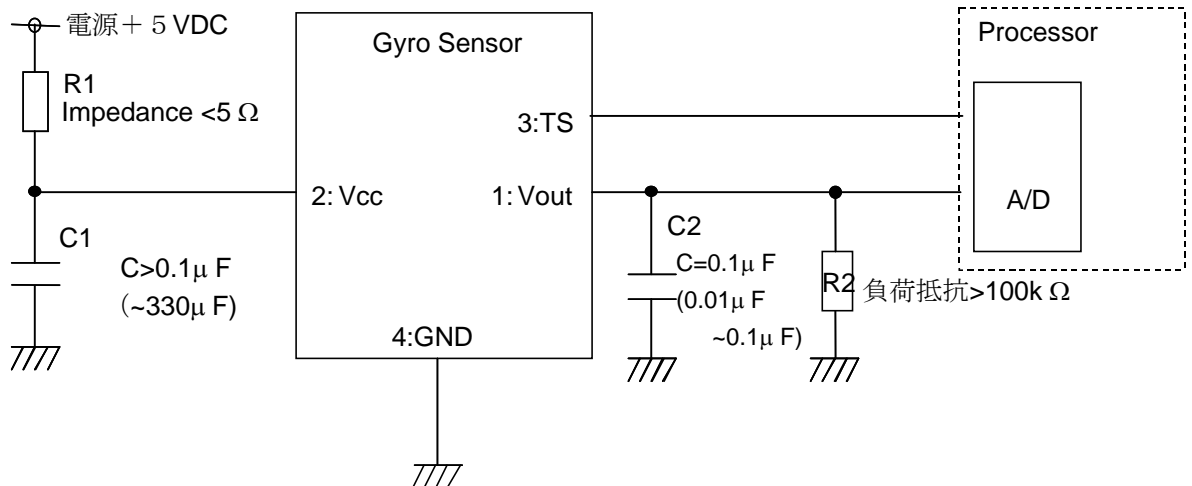 電源＋５VDC
R1
Impedance <5 Ω
C1
C>0.1μ F
（~330μ F)
Gyro Sensor
3:TS
2: Vcc
1: Vout
4:GND
C2
C=0.1μ F
(0.01μ F
~0.1μ F)
R2
負荷抵抗>100k Ω
Processor
A/D